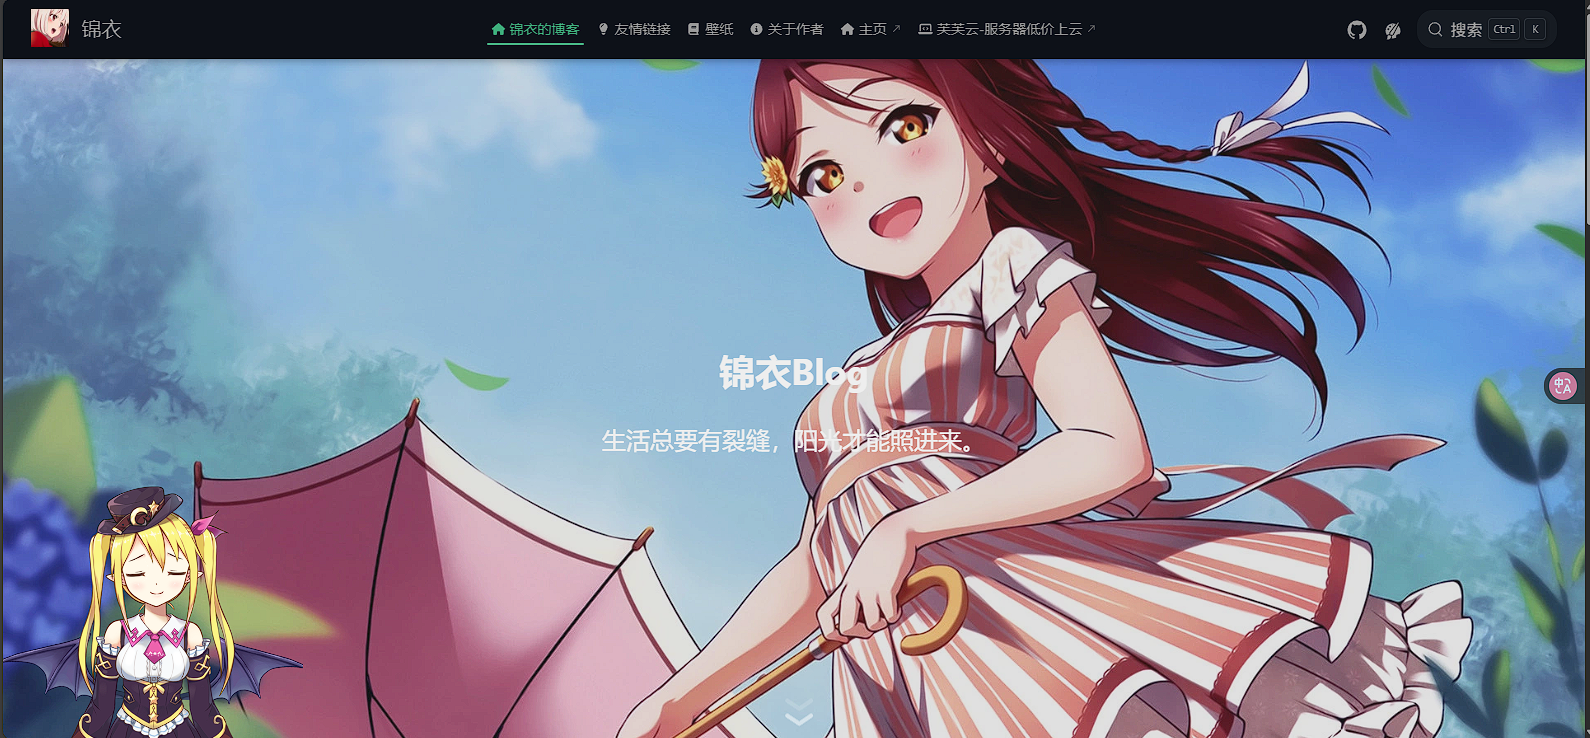 锦衣
锦衣的博客 友情链接 壁纸 关于作者 主页 芙芙云-服务器低价上云
搜索 Ctrl K
锦衣Blog
生活总要有裂缝，阳光才能照进来。
中 A